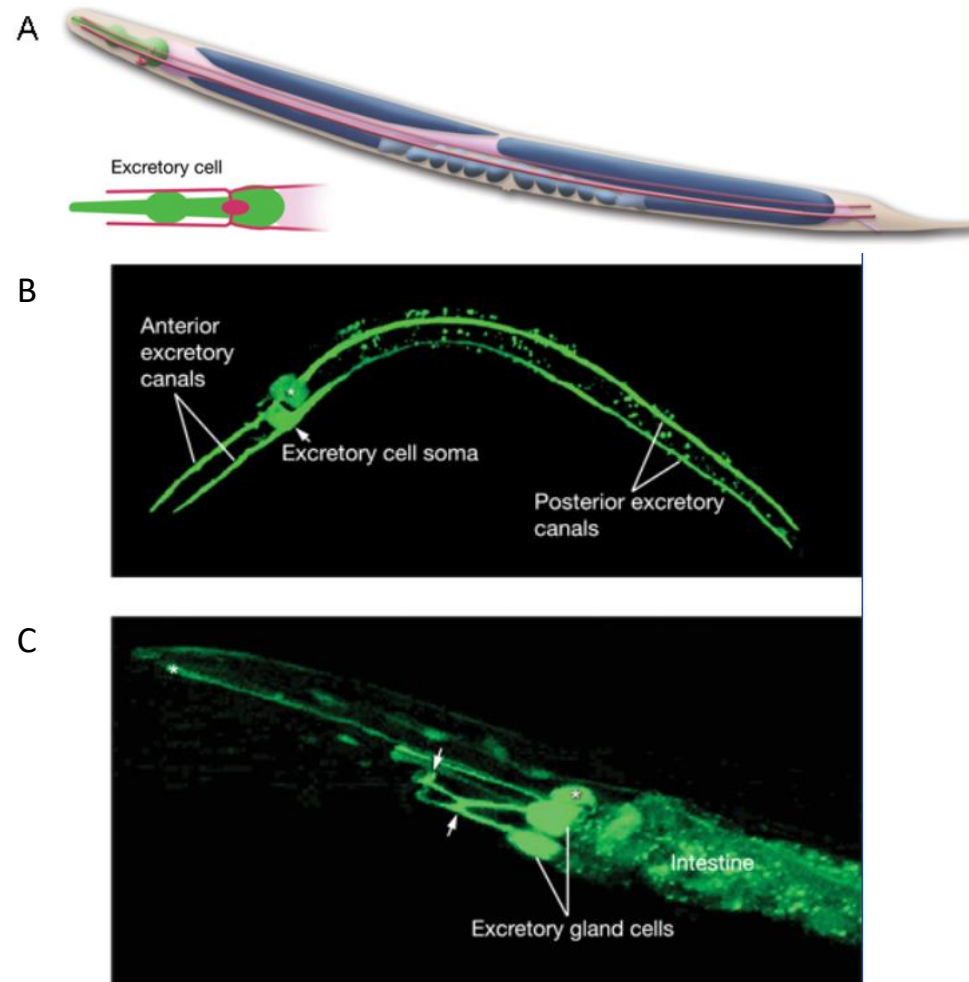 A
Excretory cell
B
Anterior
excretory
canals
*
Excretory cell soma
Posterior excretory
canals
C
*
*
Intestine
Excretory gland cells